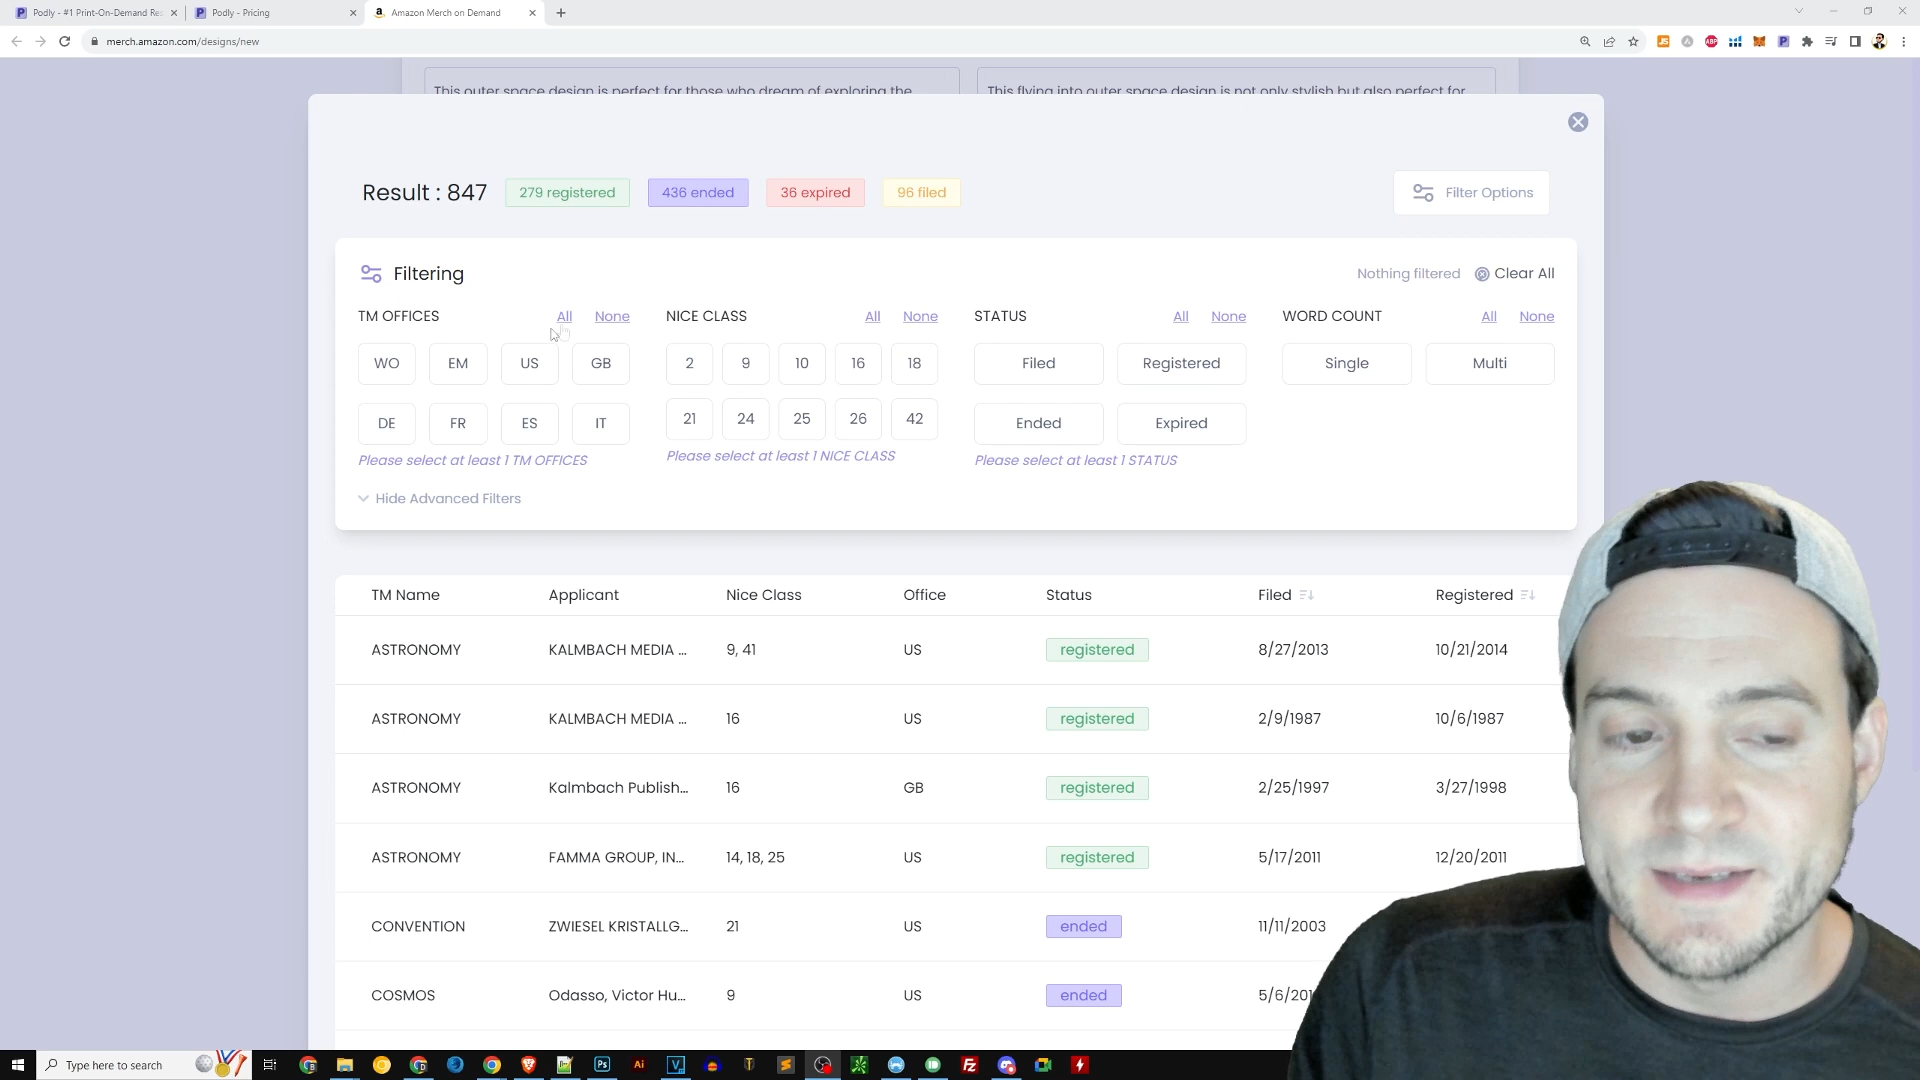 Podly - #1 Print-On-Demand Re
Podly - Pricing
Amazon Merch on Demand
merch.amazon.com/designs/new
This outer space design is perfect for those who dream of exploring the
This flying into outer space design is not only stylish but also perfect for
Result : 847
279 registered
436 ended
36 expired
96 filed
Filter Options
Filtering
Nothing filtered
Clear All
TM OFFICES All None
NICE CLASS All None
STATUS All None
WORD COUNT All None
WO EM US GB
2 9 10 16 18
Filed Registered
Single Multi
DE FR ES IT
21 24 25 26 42
Ended Expired
Please select at least 1 TM OFFICES
Please select at least 1 NICE CLASS
Please select at least 1 STATUS
Hide Advanced Filters
TM Name Applicant Nice Class Office Status Filed Registered
ASTRONOMY KALMBACH MEDIA ... 9, 41 US registered 8/27/2013 10/21/2014
ASTRONOMY KALMBACH MEDIA ... 16 US registered 2/9/1987 10/6/1987
ASTRONOMY Kalmbach Publish... 16 GB registered 2/25/1997 3/27/1998
ASTRONOMY FAMMA GROUP, IN... 14, 18, 25 US registered 5/17/2011 12/20/2011
CONVENTION ZWIESEL KRISTALLG... 21 US ended 11/11/2003
COSMOS Odasso, Victor Hu... 9 US ended 5/6/201
Type here to search